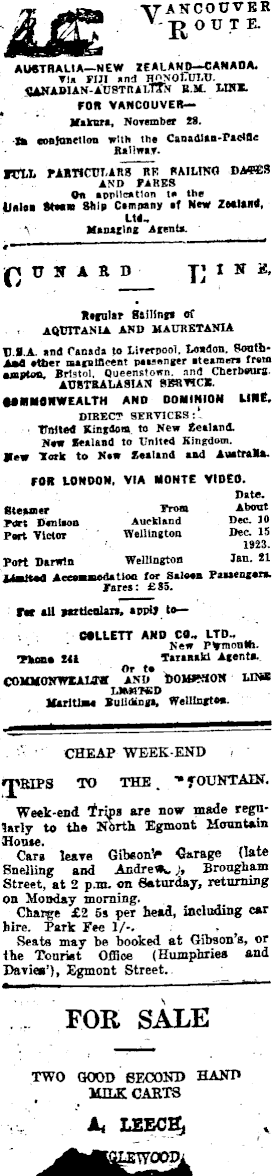 VANCOUVER
ROUTE.
AUSTRALIA—NEW ZEALAND—CANADA.
Via FIJI and HONOLULU.
CANADIAN-AUSTRALIAN R.M. LINE.
FOR VANCOUVER—
Makura, November 28.
In conjunction with the Canadian-Pacific
Railway.
FULL PARTICULARS RE SAILING DATES
AND FARES
On application to the
Union Steam Ship Company of New Zealand,
Ltd.,
Managing Agents.
CUNARD LINE,
Regular Sailings of
AQUITANIA AND MAURETANIA
U.S.A. and Canada to Liverpool, London, South-
And other magnificent passenger steamers from
ampton, Bristol, Queenstown, and Cherbourg.
AUSTRALASIAN SERVICE.
COMMONWEALTH AND DOMINION LINE,
DIRECT SERVICES:
United Kingdom to New Zealand.
New Zealand to United Kingdom.
New York to New Zealand and Australia.
FOR LONDON, VIA MONTE VIDEO.
Date.
Steamer From About
Port Denison Auckland Dec. 10
Port Victor Wellington Dec. 15
1923.
Port Darwin Wellington Jan. 21
Limited Accommodation for Saloon Passengers.
Fares: £85.
For all particulars, apply to—
COLLETT AND CO., LTD.,
New Plymouth.
'Phone 241 Taranaki Agents.
Or to
COMMONWEALTH AND DOMINION LINE
LIMITED
Maritime Buildings, Wellington.
CHEAP WEEK-END
TRIPS TO THE MOUNTAIN.
Week-end Trips are now made regu-
larly to the North Egmont Mountain
House.
Cars leave Gibson's Garage (late
Snelling and Andrew), Brougham
Street, at 2 p.m. on Saturday, returning
on Monday morning.
Charge £2 5s per head, including car
hire. Park Fee 1/-.
Seats may be booked at Gibson's, or
the Tourist Office (Humphries and
Davies'), Egmont Street.
FOR SALE
TWO GOOD SECOND HAND
MILK CARTS
A. LEECH,
INGLEWOOD.